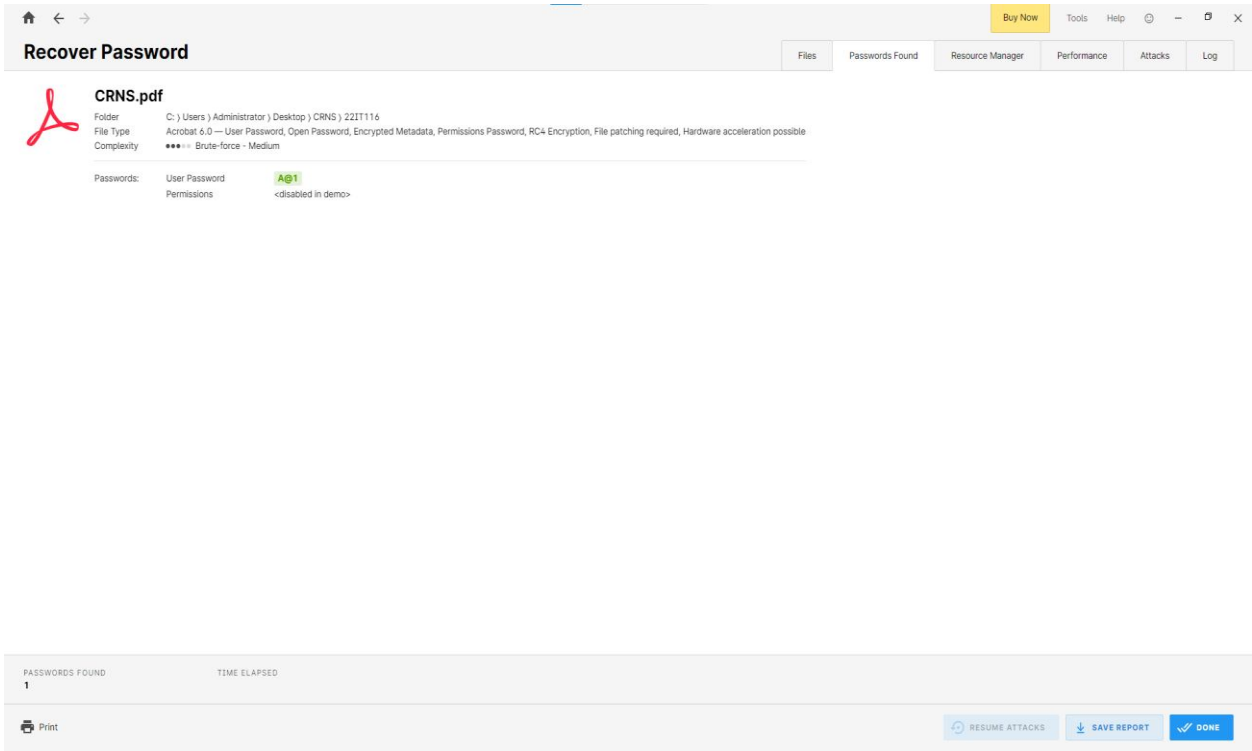 Buy Now Tools Help
Recover Password
Files Passwords Found Resource Manager Performance Attacks Log
CRNS.pdf
Folder C: ⟩ Users ⟩ Administrator ⟩ Desktop ⟩ CRNS ⟩ 22IT116
File Type Acrobat 6.0 — User Password, Open Password, Encrypted Metadata, Permissions Password, RC4 Encryption, File patching required, Hardware acceleration possible
Complexity Brute-force - Medium
Passwords: User Password A@1
Permissions <disabled in demo>
PASSWORDS FOUND TIME ELAPSED
1
Print RESUME ATTACKS SAVE REPORT DONE